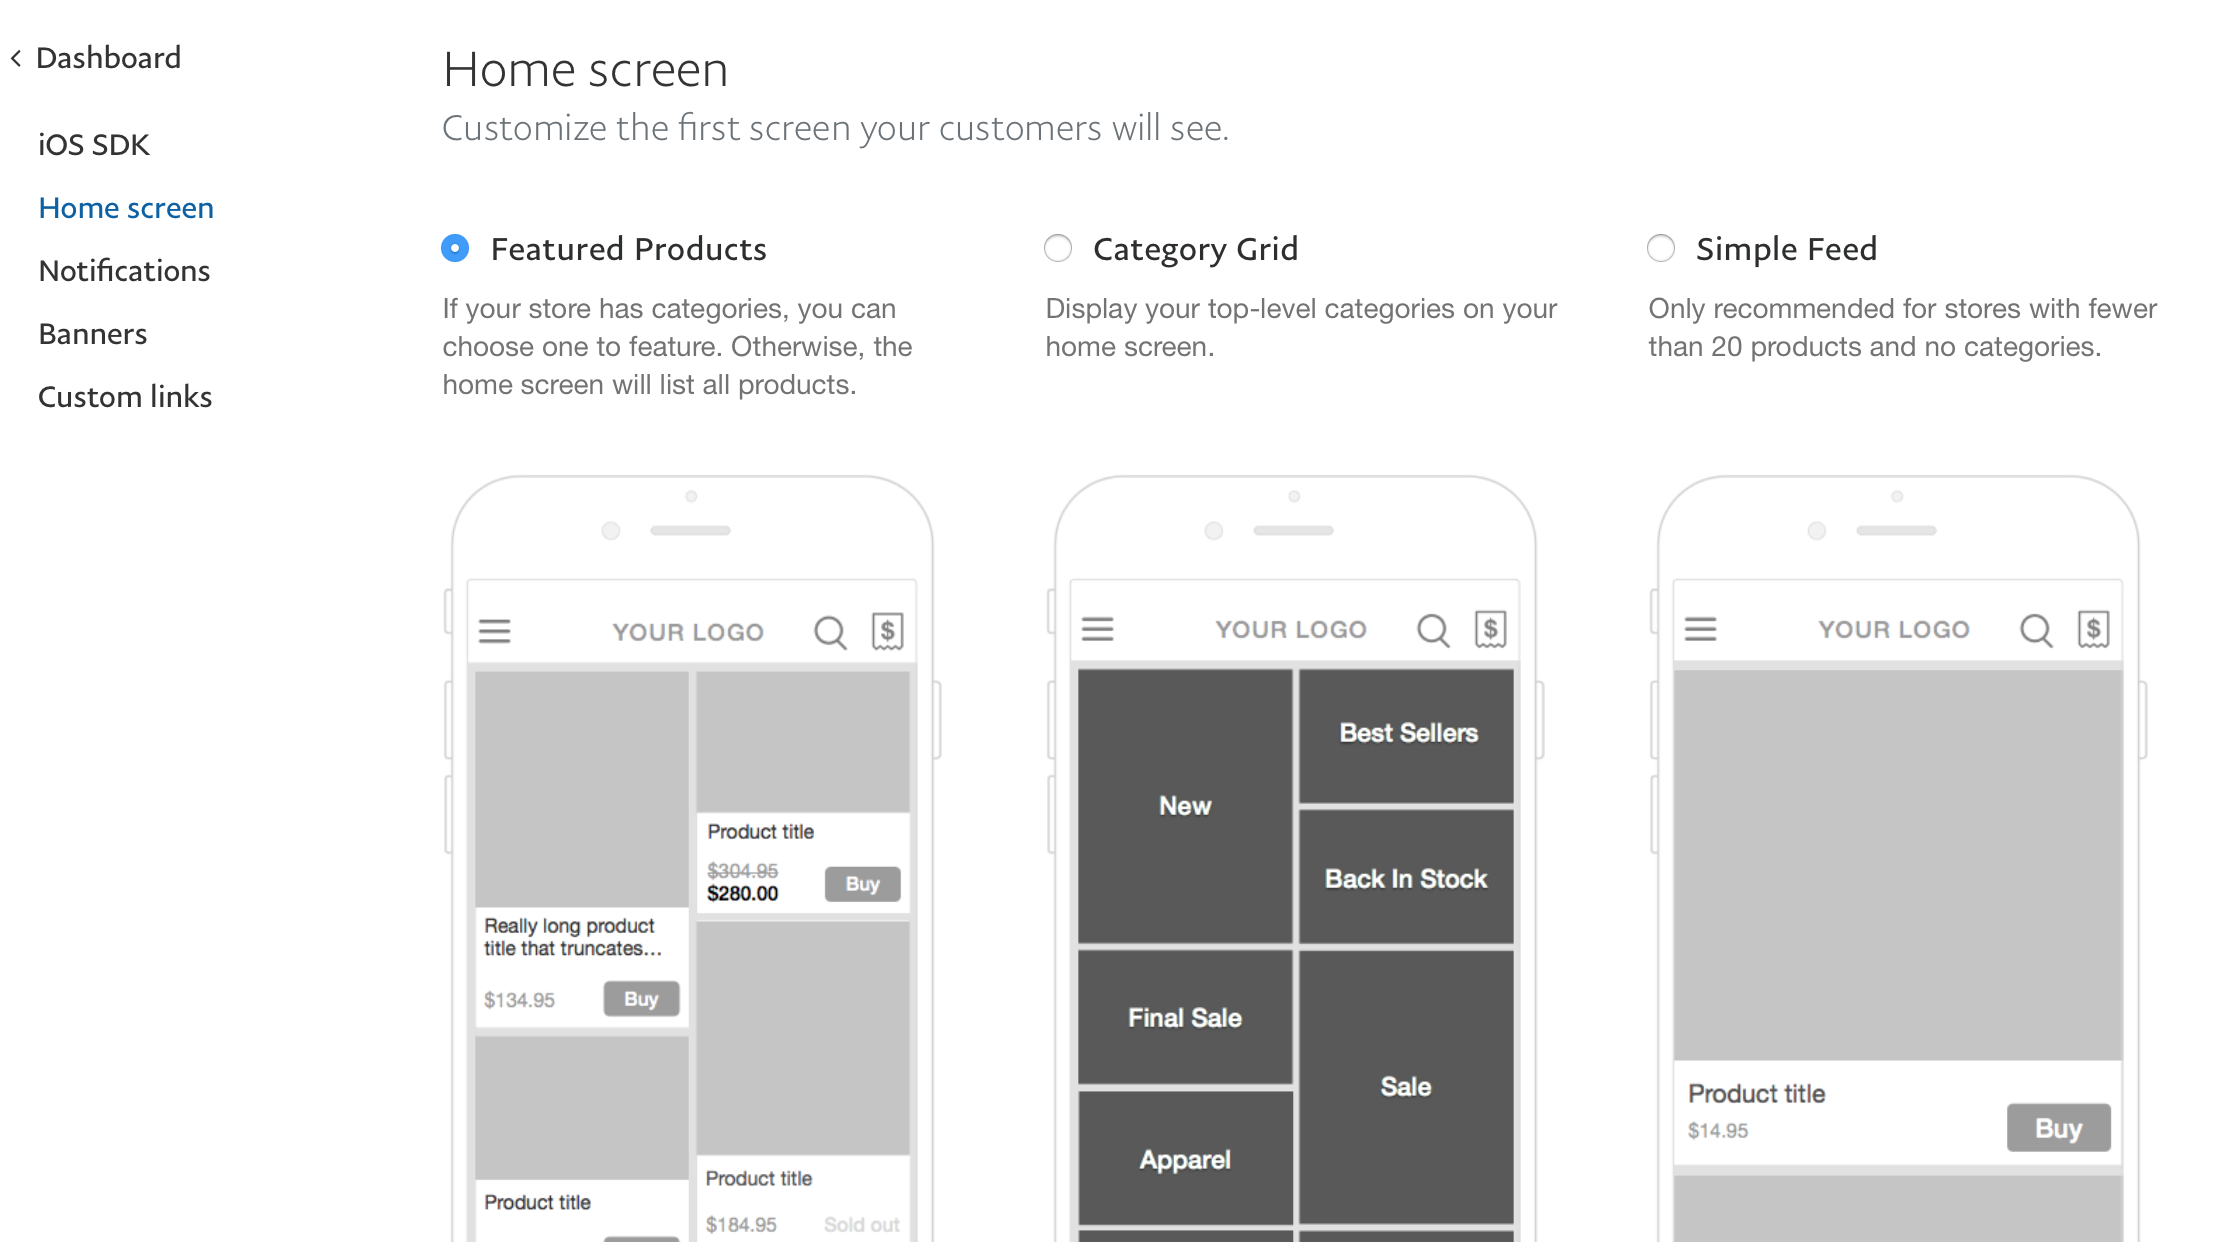 Dashboard
iOS SDK
Home screen
Notifications
Banners
Custom links
Home screen
Customize the first screen your customers will see.
Featured Products
If your store has categories, you can
choose one to feature. Otherwise, the
home screen will list all products.
Category Grid
Display your top-level categories on your
home screen.
Simple Feed
Only recommended for stores with fewer
than 20 products and no categories.
YOUR LOGO
$
Really long product
title that truncates...
$134.95
Buy
Product title
Product title
$304.95
$280.00
Buy
Product title
$184.95
Sold out
YOUR LOGO
$
New
Best Sellers
Back In Stock
Final Sale
Sale
Apparel
YOUR LOGO
$
Product title
$14.95
Buy